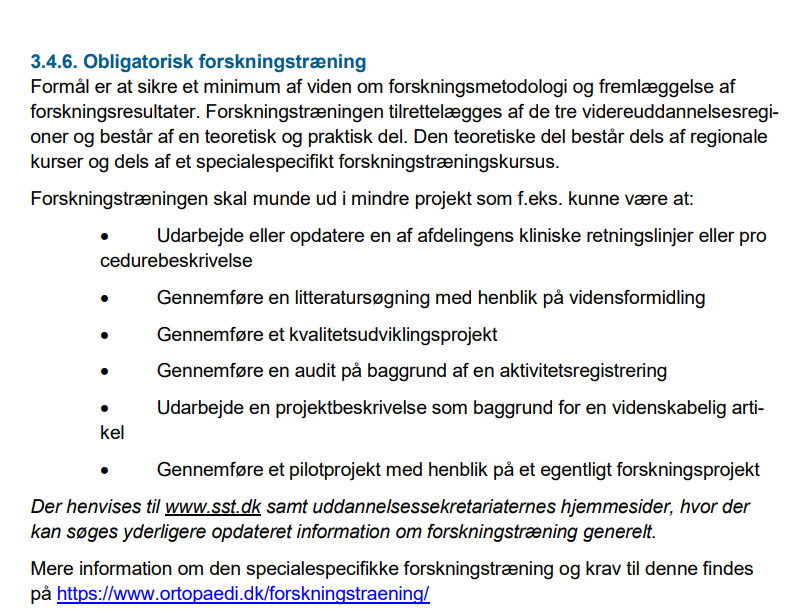 3.4.6. Obligatorisk forskningstræning
Formål er at sikre et minimum af viden om forskningsmetodologi og fremlæggelse af
forskningsresultater. Forskningstræningen tilrettelægges af de tre videreuddannelsesregi-
oner og består af en teoretisk og praktisk del. Den teoretiske del består dels af regionale
kurser og dels af et specialespecifikt forskningstræningskursus.
Forskningstræningen skal munde ud i mindre projekt som f.eks. kunne være at:
• Udarbejde eller opdatere en af afdelingens kliniske retningslinjer eller pro
cedurebeskrivelse
• Gennemføre en litteratursøgning med henblik på vidensformidling
• Gennemføre et kvalitetsudviklingsprojekt
• Gennemføre en audit på baggrund af en aktivitetsregistrering
• Udarbejde en projektbeskrivelse som baggrund for en videnskabelig arti-
kel
• Gennemføre et pilotprojekt med henblik på et egentligt forskningsprojekt
Der henvises til www.sst.dk samt uddannelsessekretariaternes hjemmesider, hvor der
kan søges yderligere opdateret information om forskningstræning generelt.
Mere information om den specialespecifikke forskningstræning og krav til denne findes
på https://www.ortopaedi.dk/forskningstraening/